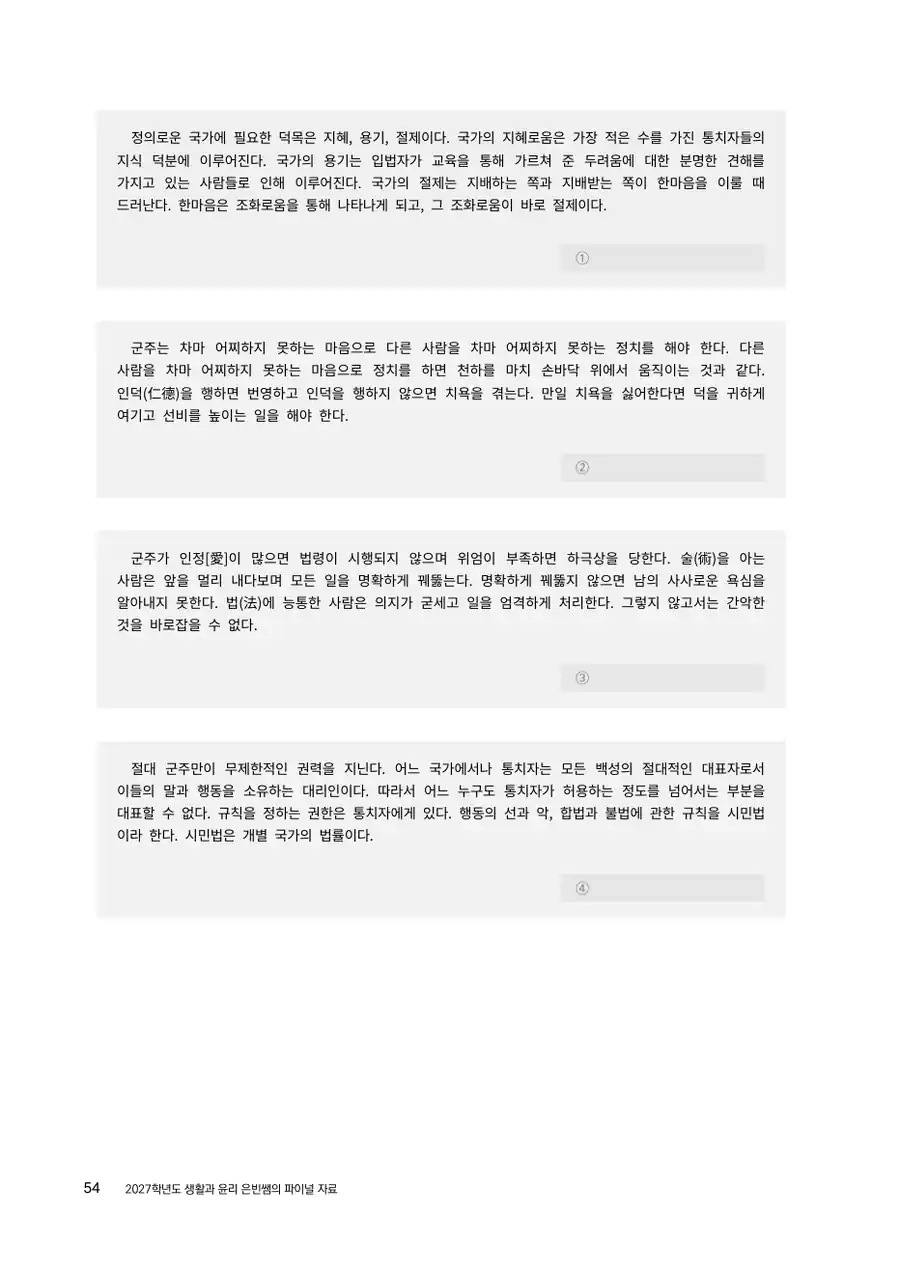 정의로운 국가에 필요한 덕목은 지혜, 용기, 절제이다. 국가의 지혜로움은 가장 적은 수를 가진 통치자들의
지식 덕분에 이루어진다. 국가의 용기는 입법자가 교육을 통해 가르쳐 준 두려움에 대한 분명한 견해를
가지고 있는 사람들로 인해 이루어진다. 국가의 절제는 지배하는 쪽과 지배받는 쪽이 한마음을 이룰 때
드러난다. 한마음은 조화로움을 통해 나타나게 되고, 그 조화로움이 바로 절제이다.
①
군주는 차마 어찌하지 못하는 마음으로 다른 사람을 차마 어찌하지 못하는 정치를 해야 한다. 다른
사람을 차마 어찌하지 못하는 마음으로 정치를 하면 천하를 마치 손바닥 위에서 움직이는 것과 같다.
인덕(仁德)을 행하면 번영하고 인덕을 행하지 않으면 치욕을 겪는다. 만일 치욕을 싫어한다면 덕을 귀하게
여기고 선비를 높이는 일을 해야 한다.
②
군주가 인정[愛]이 많으면 법령이 시행되지 않으며 위엄이 부족하면 하극상을 당한다. 술(術)을 아는
사람은 앞을 멀리 내다보며 모든 일을 명확하게 꿰뚫는다. 명확하게 꿰뚫지 않으면 남의 사사로운 욕심을
알아내지 못한다. 법(法)에 능통한 사람은 의지가 굳세고 일을 엄격하게 처리한다. 그렇지 않고서는 간악한
것을 바로잡을 수 없다.
③
절대 군주만이 무제한적인 권력을 지닌다. 어느 국가에서나 통치자는 모든 백성의 절대적인 대표자로서
이들의 말과 행동을 소유하는 대리인이다. 따라서 어느 누구도 통치자가 허용하는 정도를 넘어서는 부분을
대표할 수 없다. 규칙을 정하는 권한은 통치자에게 있다. 행동의 선과 악, 합법과 불법에 관한 규칙을 시민법
이라 한다. 시민법은 개별 국가의 법률이다.
④
54 2027학년도 생활과 윤리 은빈쌤의 파이널 자료